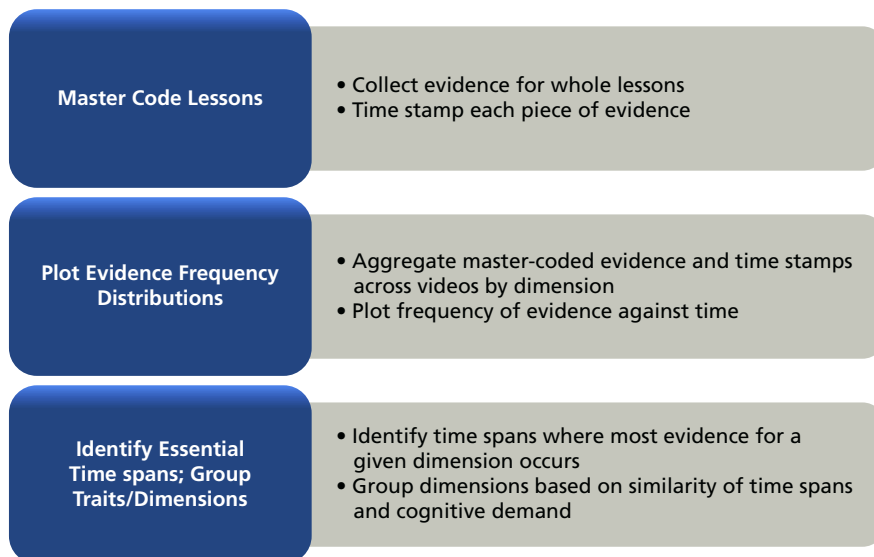 Master Code Lessons
• Collect evidence for whole lessons
• Time stamp each piece of evidence
Plot Evidence Frequency
Distributions
• Aggregate master-coded evidence and time stamps
across videos by dimension
• Plot frequency of evidence against time
Identify Essential
Time spans; Group
Traits/Dimensions
• Identify time spans where most evidence for a
given dimension occurs
• Group dimensions based on similarity of time spans
and cognitive demand